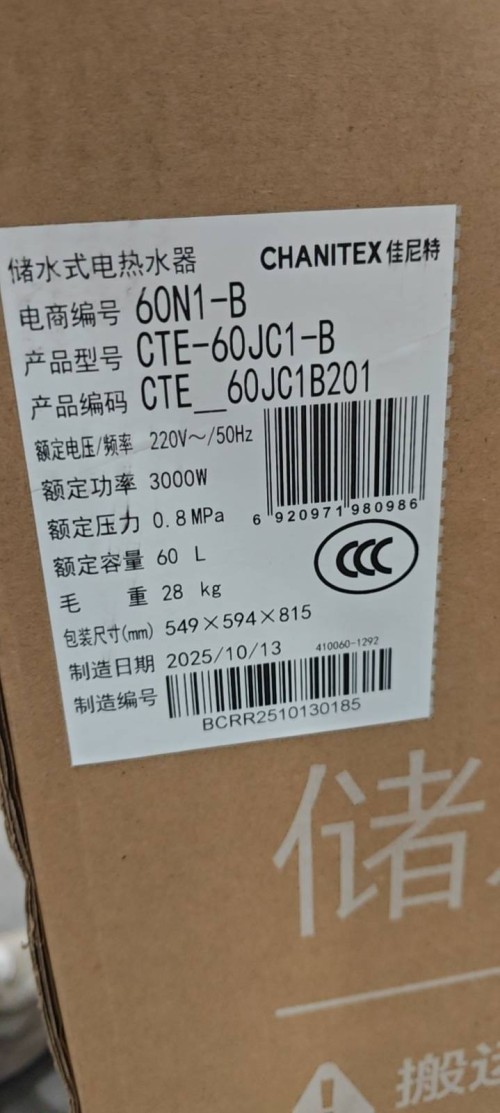 储水式电热水器 CHANITEX佳尼特
电商编号 60N1-B
产品型号 CTE-60JC1-B
产品编码 CTE__60JC1B201
额定电压/频率 220V～/50Hz
额定功率 3000W
额定压力 0.8MPa
6 920971 980986
额定容量 60 L
CCC
毛 重 28 kg
包装尺寸(mm) 549×594×815
制造日期 2025/10/13 410060-1292
制造编号
BCRR2510130185
储
搬运